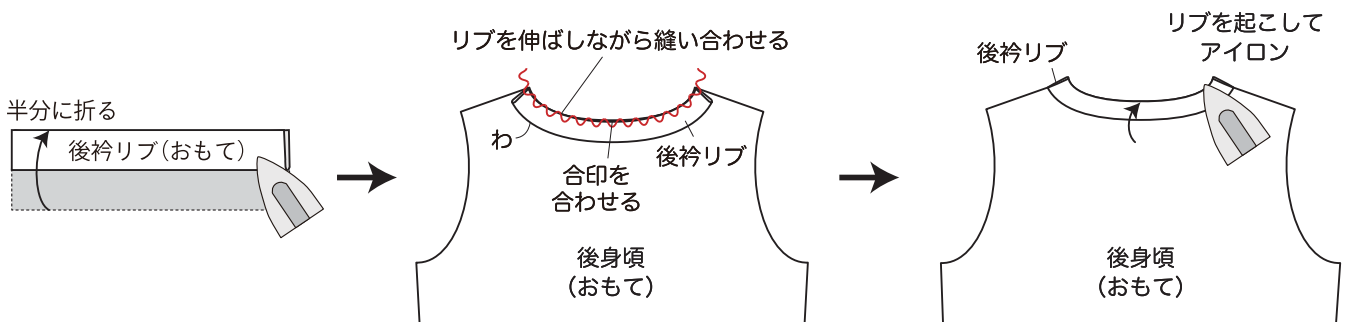 半分に折る
後衿リブ(おもて)
リブを伸ばしながら縫い合わせる
わ
後衿リブ
合印を
合わせる
後身頃
(おもて)
後衿リブ
リブを起こして
アイロン
後身頃
(おもて)